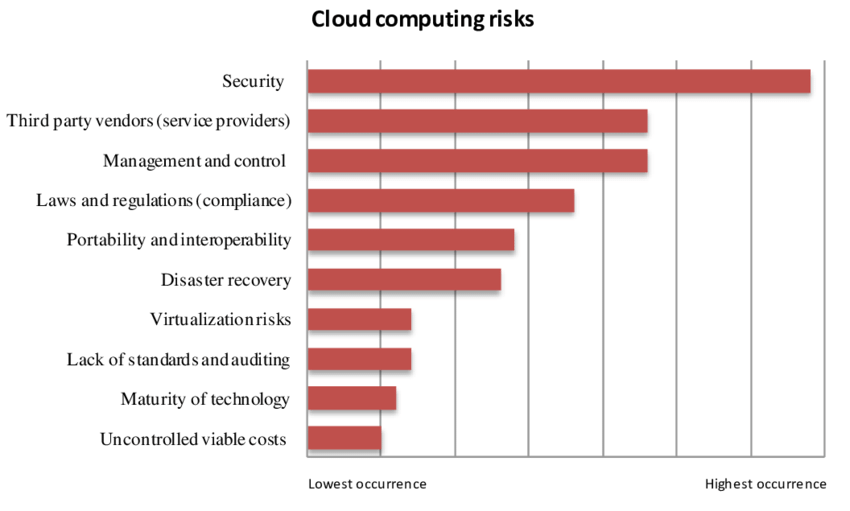 Cloud computing risks
Security
Third party vendors (service providers)
Management and control
Laws and regulations (compliance)
Portability and interoperability
Disaster recovery
Virtualization risks
Lack of standards and auditing
Maturity of technology
Uncontrolled viable costs
Lowest occurrence
Highest occurrence